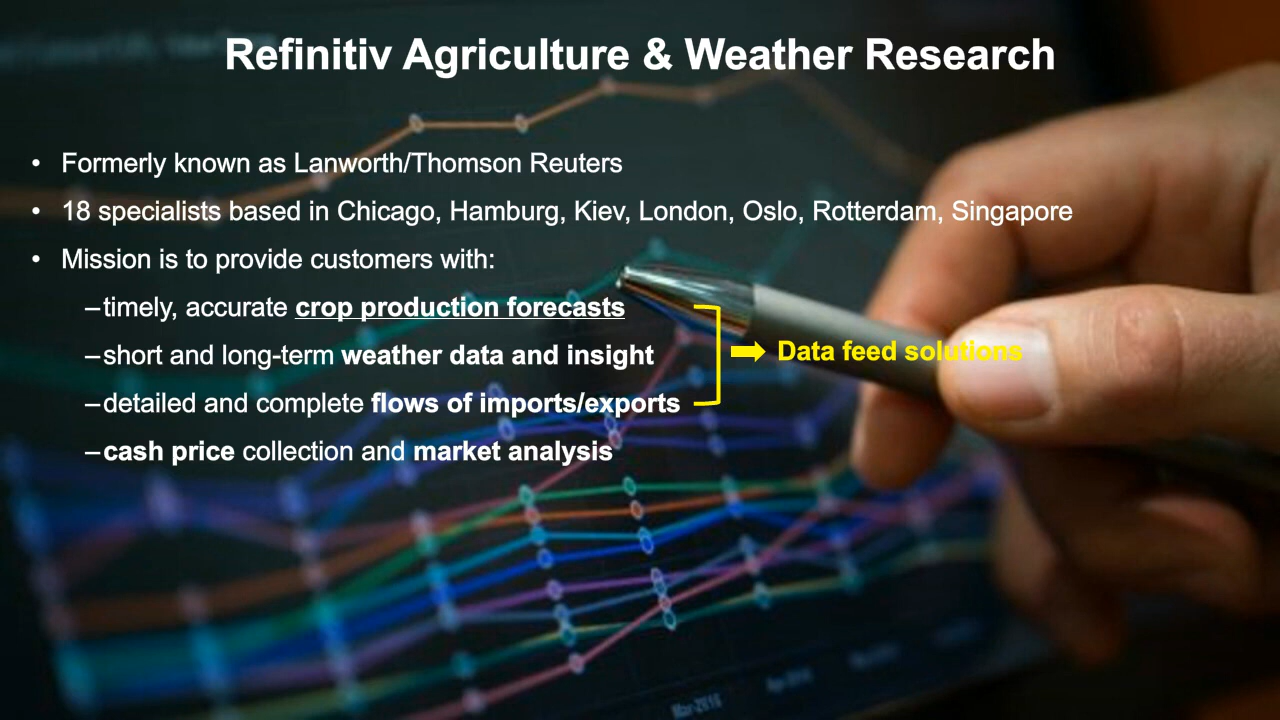 Refinitiv Agriculture & Weather Research
• Formerly known as Lanworth/Thomson Reuters
• 18 specialists based in Chicago, Hamburg, Kiev, London, Oslo, Rotterdam, Singapore
• Mission is to provide customers with:
–timely, accurate crop production forecasts
–short and long-term weather data and insight
–detailed and complete flows of imports/exports
–cash price collection and market analysis
Data feed solutions